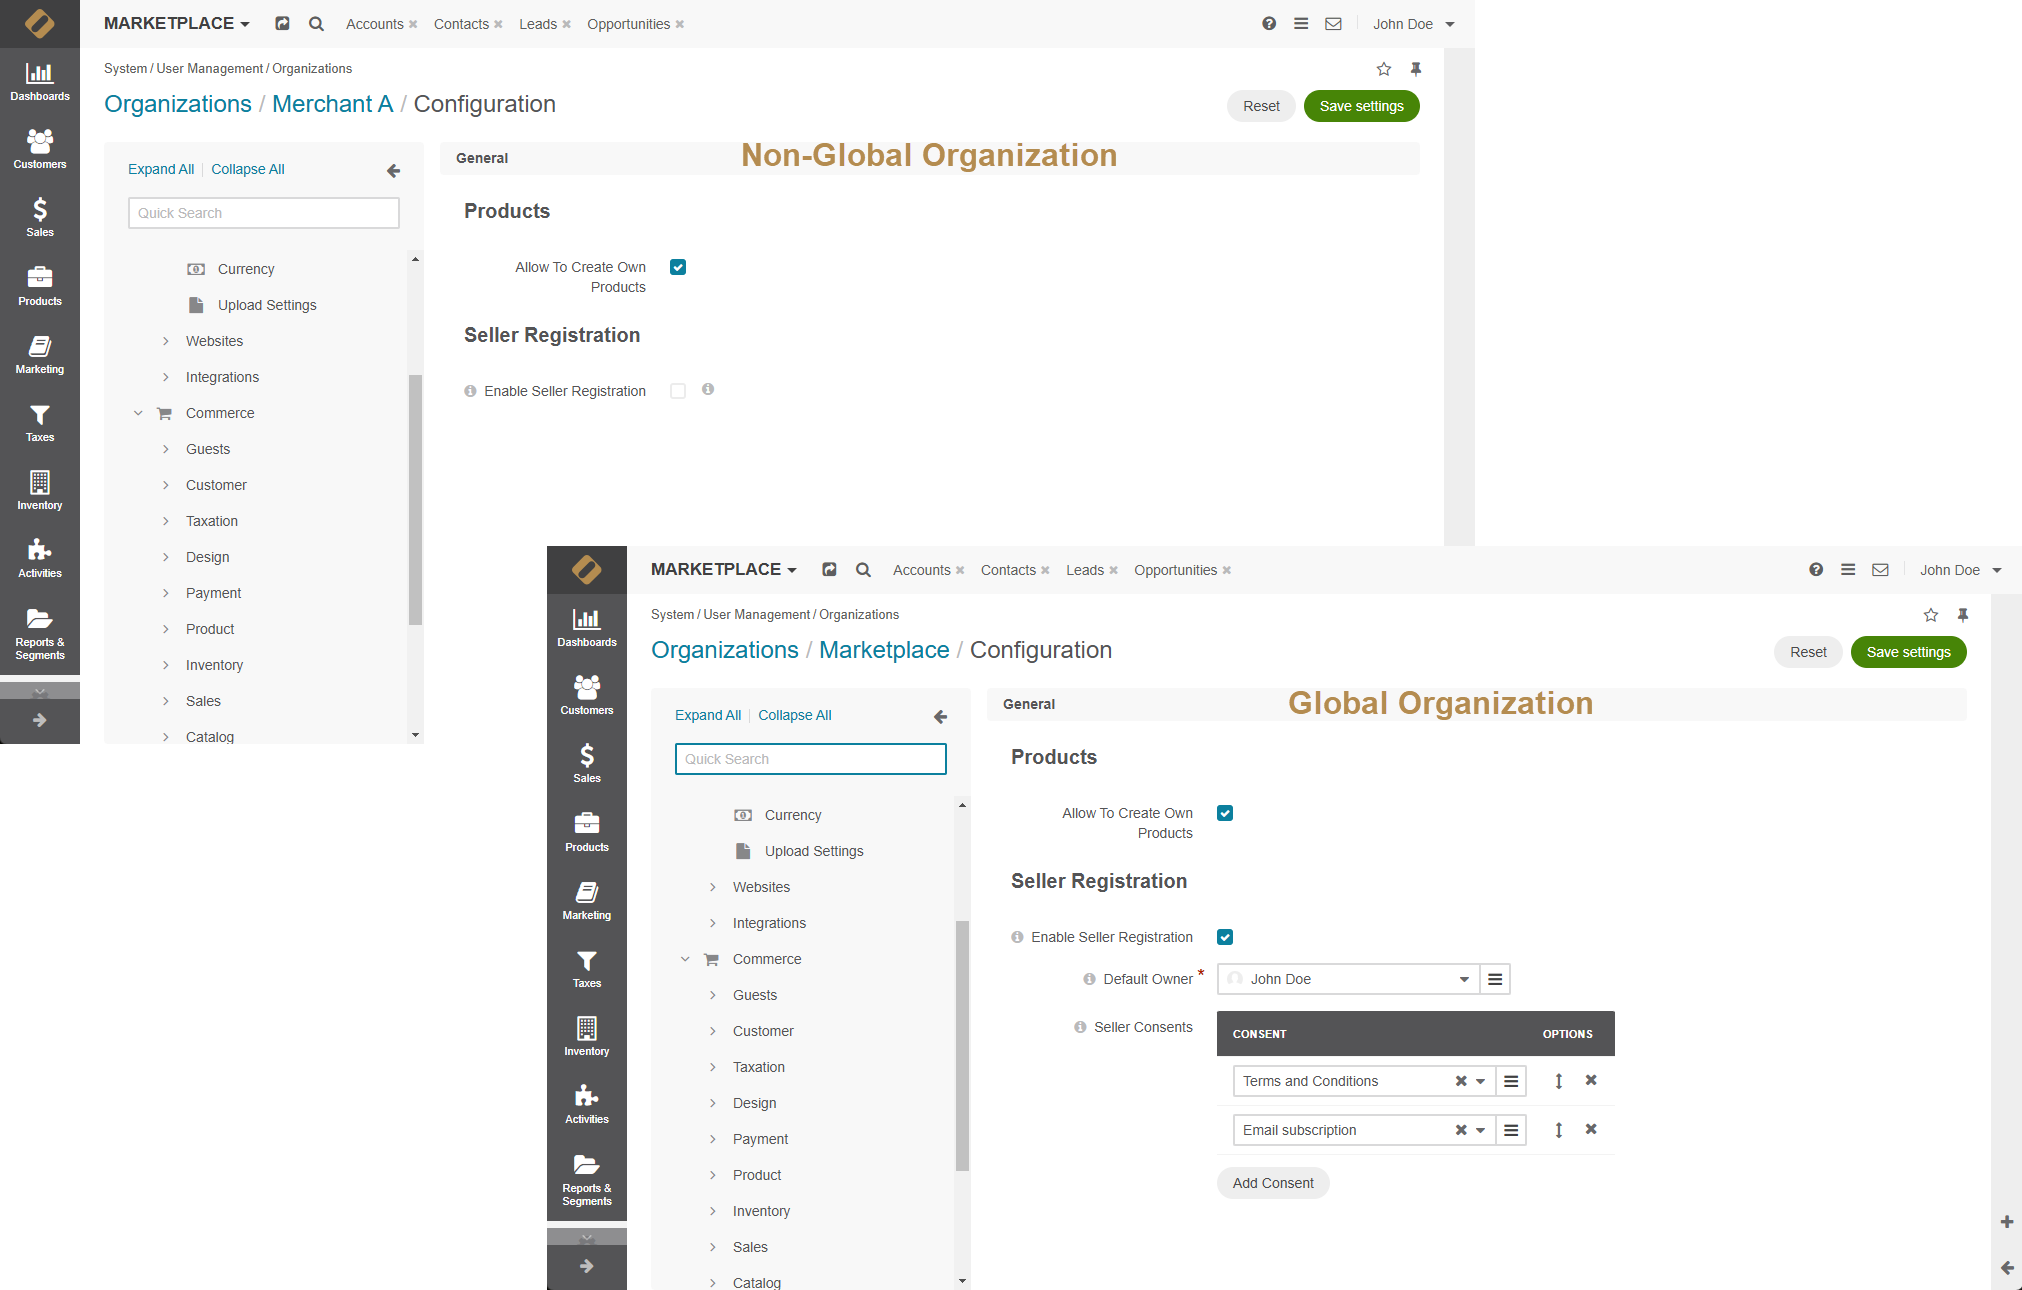 MARKETPLACE Accounts Contacts Leads Opportunities John Doe
System / User Management / Organizations
Organizations / Merchant A / Configuration Reset Save settings
Dashboards
Customers
Sales
Products
Marketing
Taxes
Inventory
Activities
Reports &
Segments
Expand All Collapse All
Quick Search
Currency
Upload Settings
Websites
Integrations
Commerce
Guests
Customer
Taxation
Design
Payment
Product
Inventory
Sales
Catalog
General Non-Global Organization
Products
Allow To Create Own
Products
Seller Registration
Enable Seller Registration
MARKETPLACE Accounts Contacts Leads Opportunities John Doe
System / User Management / Organizations
Organizations / Marketplace / Configuration Reset Save settings
Dashboards
Customers
Sales
Products
Marketing
Taxes
Inventory
Activities
Reports &
Segments
Expand All Collapse All
Quick Search
Currency
Upload Settings
Websites
Integrations
Commerce
Guests
Customer
Taxation
Design
Payment
Product
Inventory
Sales
Catalog
General Global Organization
Products
Allow To Create Own
Products
Seller Registration
Enable Seller Registration
Default Owner * John Doe
Seller Consents CONSENT OPTIONS
Terms and Conditions
Email subscription
Add Consent